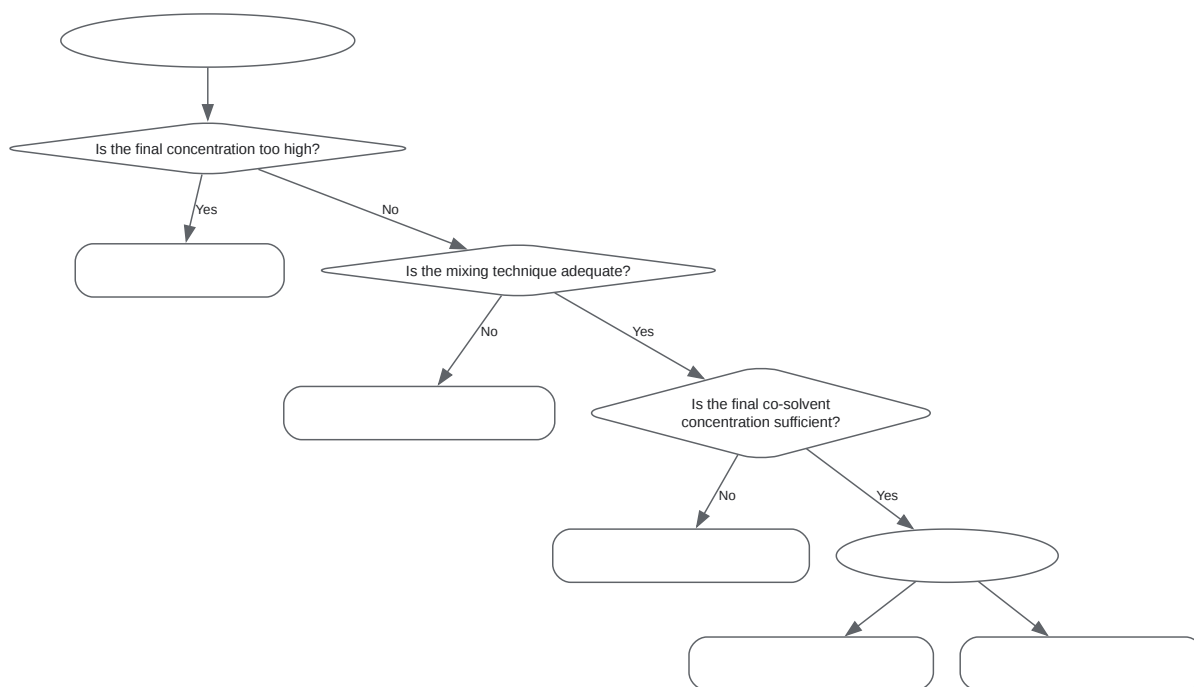 Is the final concentration too high?
Yes
No
Is the mixing technique adequate?
No
Yes
Is the final co-solvent
concentration sufficient?
No
Yes